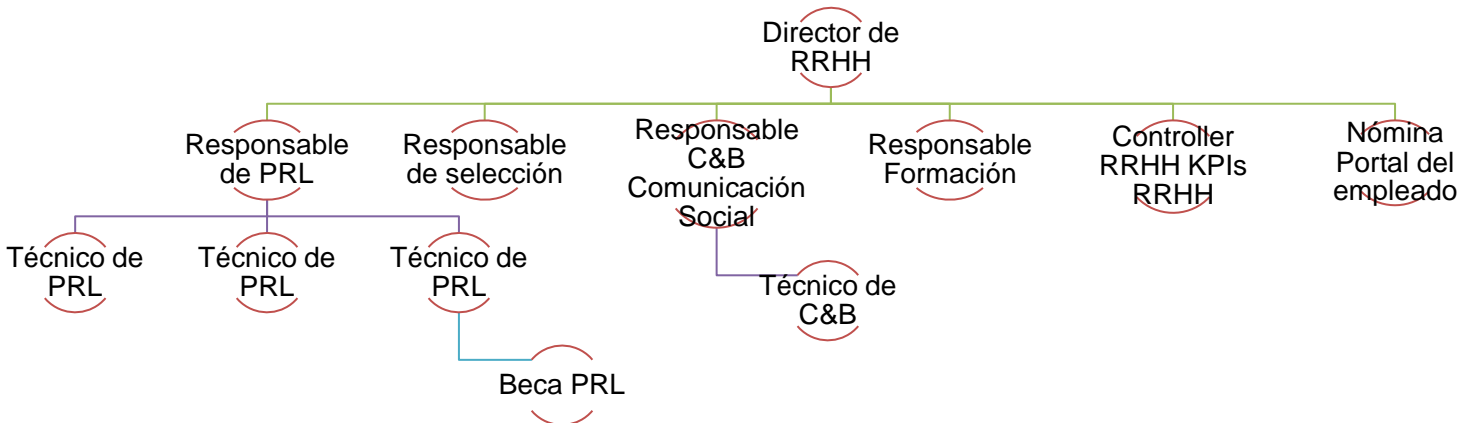 Director de
RRHH
Responsable
de PRL
Responsable
de selección
Responsable
C&B
Comunicación
Social
Responsable
Formación
Controller
RRHH KPIs
RRHH
Nómina
Portal del
empleado
Técnico de
PRL
Técnico de
PRL
Técnico de
PRL
Técnico de
C&B
Beca PRL